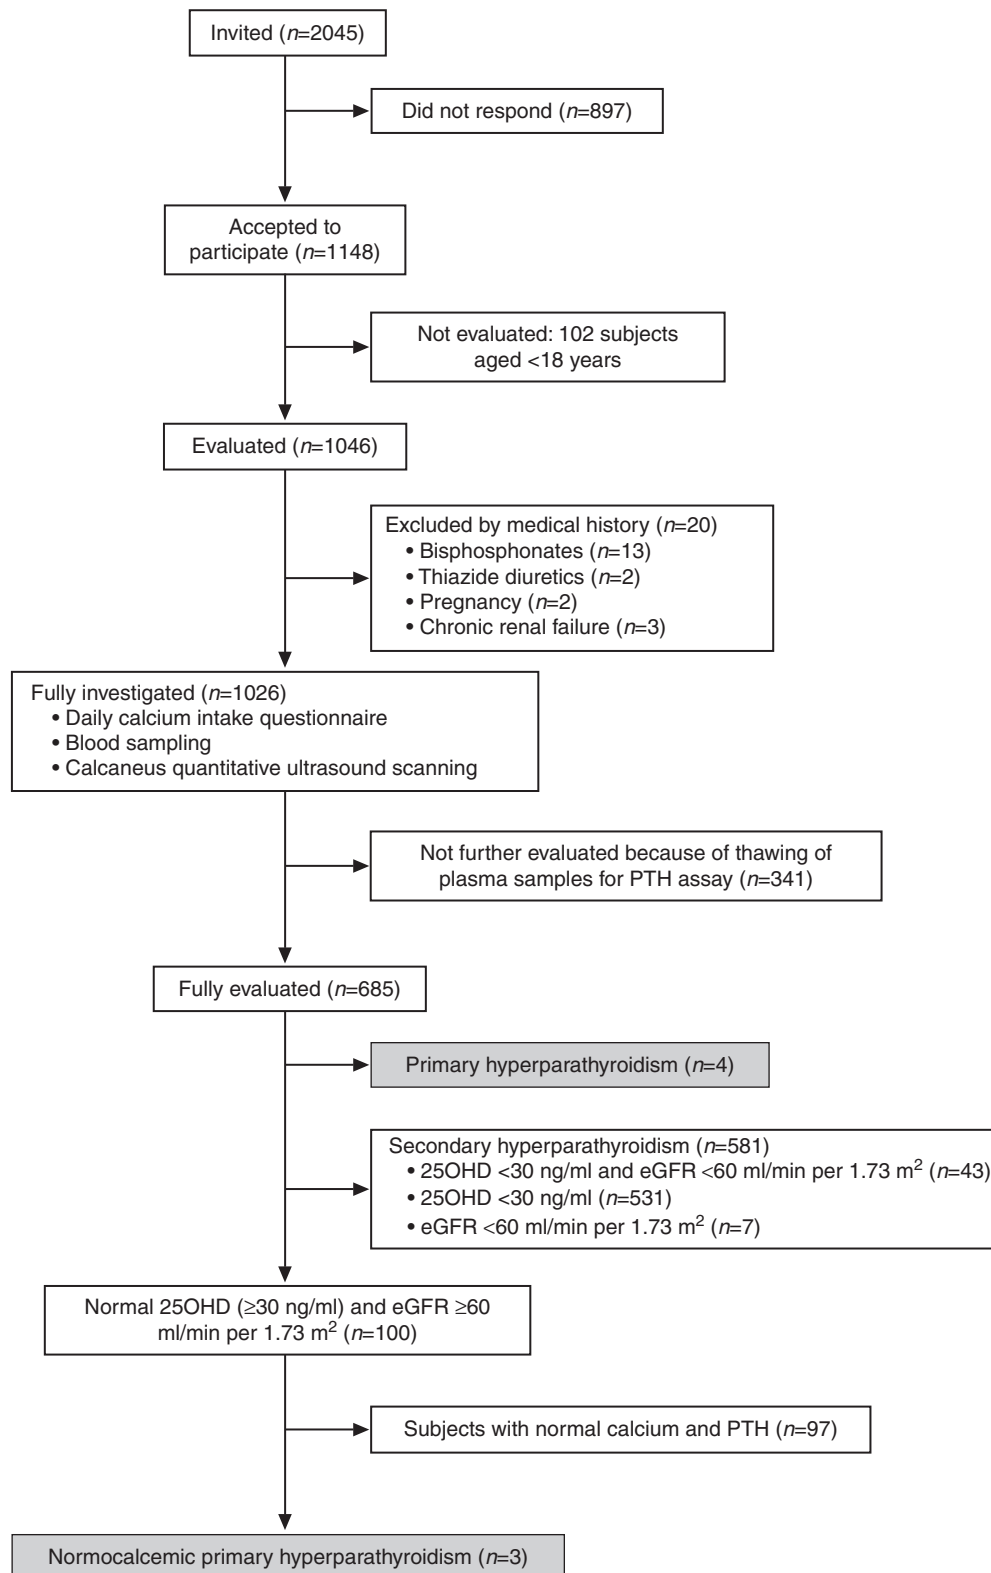 Invited (n=2045)
Did not respond (n=897)
Accepted to
participate (n=1148)
Not evaluated: 102 subjects
aged <18 years
Evaluated (n=1046)
Excluded by medical history (n=20)
• Bisphosphonates (n=13)
• Thiazide diuretics (n=2)
• Pregnancy (n=2)
• Chronic renal failure (n=3)
Fully investigated (n=1026)
• Daily calcium intake questionnaire
• Blood sampling
• Calcaneus quantitative ultrasound scanning
Not further evaluated because of thawing of
plasma samples for PTH assay (n=341)
Fully evaluated (n=685)
Primary hyperparathyroidism (n=4)
Secondary hyperparathyroidism (n=581)
• 25OHD <30 ng/ml and eGFR <60 ml/min per 1.73 m² (n=43)
• 25OHD <30 ng/ml (n=531)
• eGFR <60 ml/min per 1.73 m² (n=7)
Normal 25OHD (≥30 ng/ml) and eGFR ≥60
ml/min per 1.73 m² (n=100)
Subjects with normal calcium and PTH (n=97)
Normocalcemic primary hyperparathyroidism (n=3)